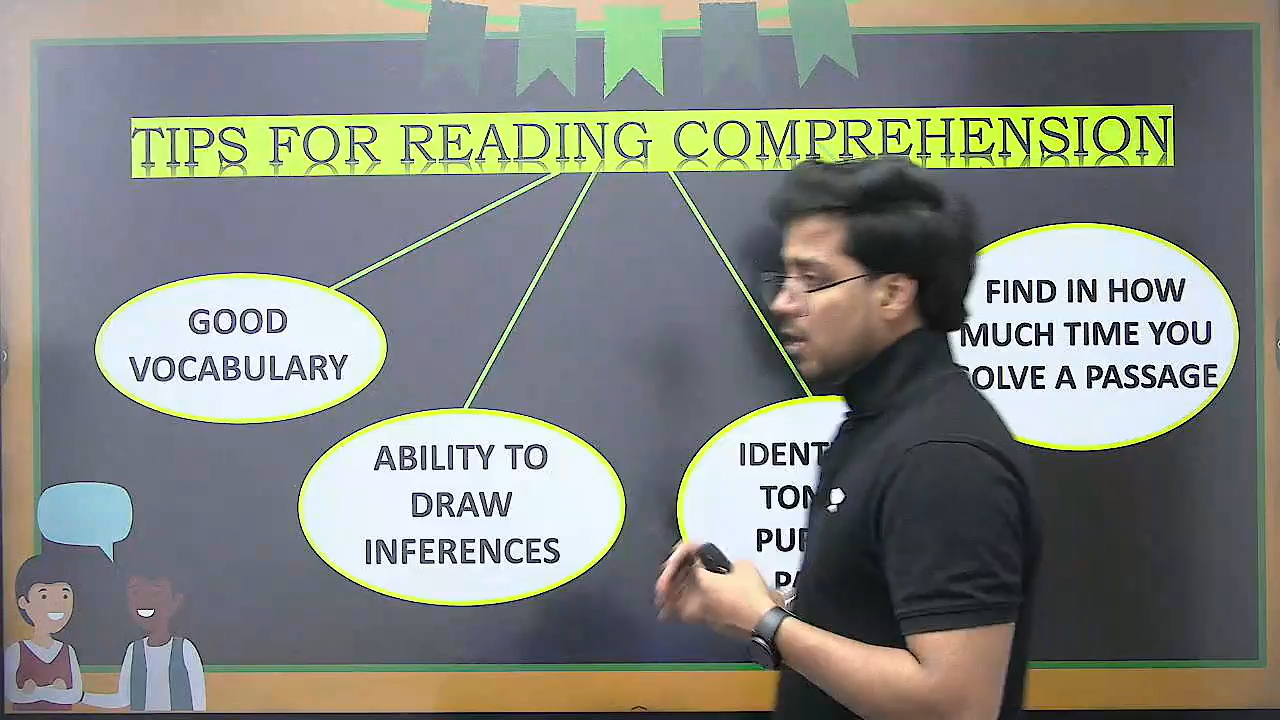 TIPS FOR READING COMPREHENSION
GOOD
VOCABULARY
ABILITY TO
DRAW
INFERENCES
FIND IN HOW
MUCH TIME YOU
SOLVE A PASSAGE